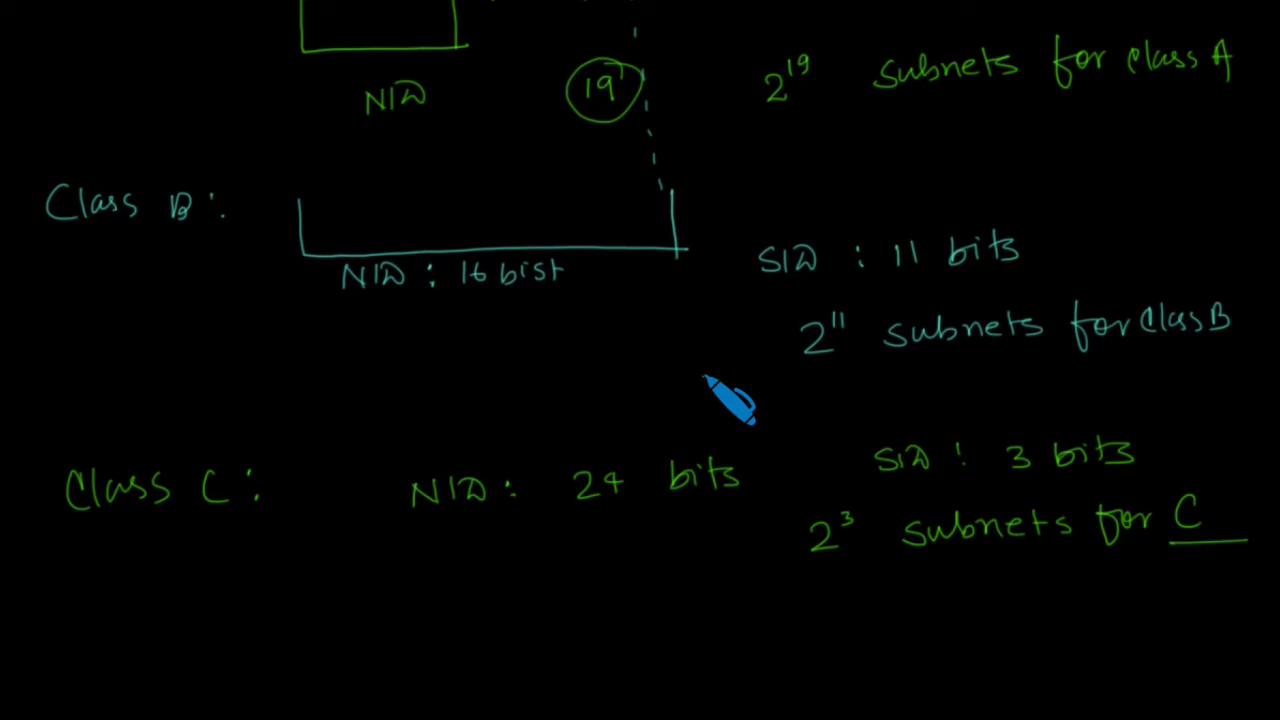 NID
19
2^19 subnets for class A
Class B:
NID : 16 bist
SID : 11 bits
2^11 subnets for class B
Class C:
NID: 24 bits
SID: 3 bits
2^3 subnets for C